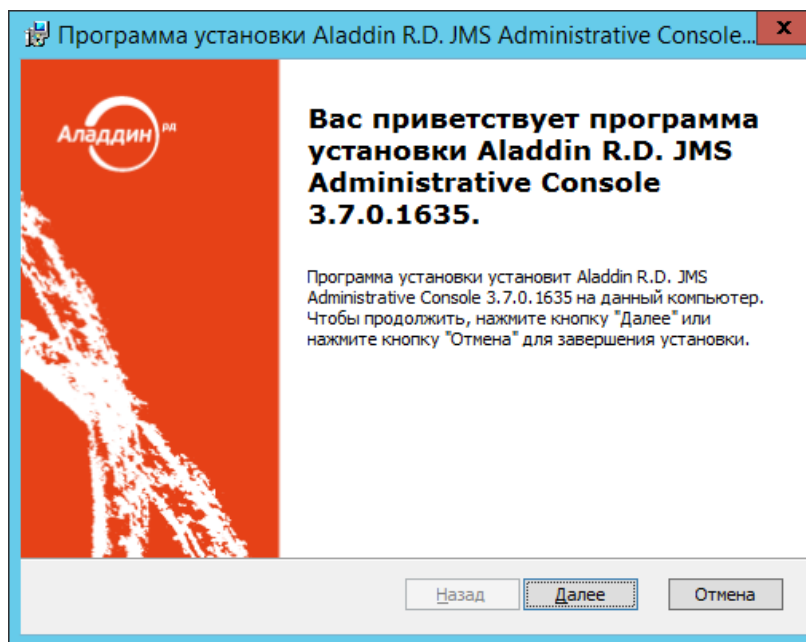 Программа установки Aladdin R.D. JMS Administrative Console...
Аладдин РД
Вас приветствует программа
установки Aladdin R.D. JMS
Administrative Console
3.7.0.1635.
Программа установки установит Aladdin R.D. JMS
Administrative Console 3.7.0.1635 на данный компьютер.
Чтобы продолжить, нажмите кнопку "Далее" или
нажмите кнопку "Отмена" для завершения установки.
Назад Далее Отмена